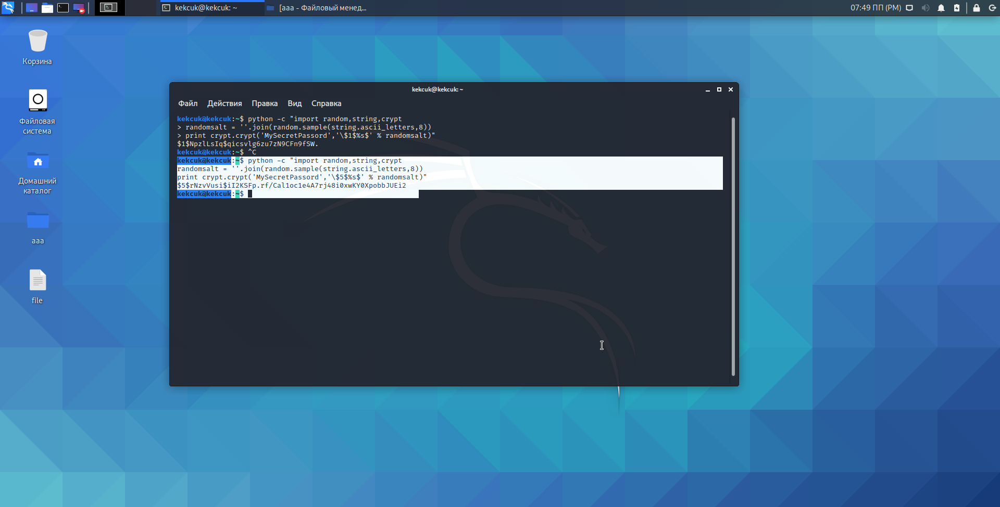 kekcuk@kekcuk: ~
[aaa - Файловый менед...
07:49 ПП (PM)
Корзина
Файловая
система
Домашний
каталог
aaa
file
kekcuk@kekcuk: ~
Файл Действия Правка Вид Справка
kekcuk@kekcuk:~$ python -c "import random,string,crypt
> randomsalt = ''.join(random.sample(string.ascii_letters,8))
> print crypt.crypt('MySecretPassord','\$1$%s$' % randomsalt)"
$1$NpzlLsIq$qicsvlg6zu7zN9CFn9fSW.
kekcuk@kekcuk:~$ ^C
kekcuk@kekcuk:~$ python -c "import random,string,crypt
randomsalt = ''.join(random.sample(string.ascii_letters,8))
print crypt.crypt('MySecretPassord','\$5$%s$' % randomsalt)"
$5$rNzvVusi$iI2KSFp.rf/Cal1oc1e4A7rj48i0xwKY0XpobbJUEi2
kekcuk@kekcuk:~$